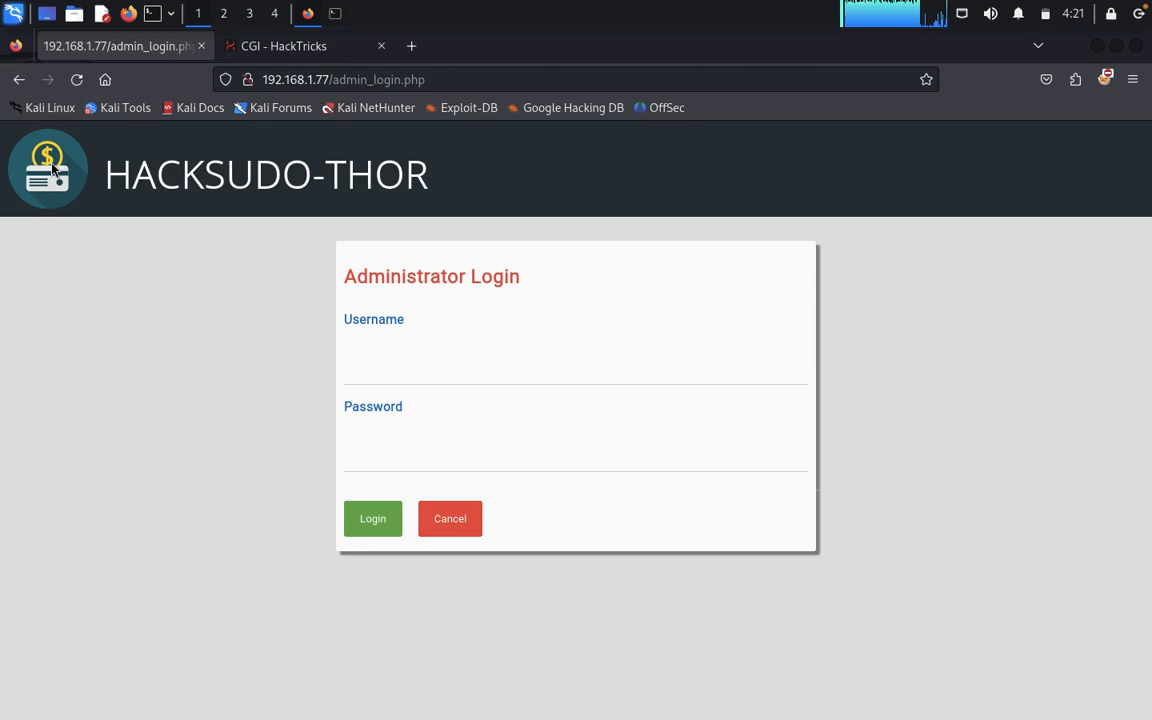 1 2 3 4 4:21
192.168.1.77/admin_login.ph CGI - HackTricks
192.168.1.77/admin_login.php
Kali Linux Kali Tools Kali Docs Kali Forums Kali NetHunter Exploit-DB Google Hacking DB OffSec
HACKSUDO-THOR
Administrator Login
Username
Password
Login Cancel